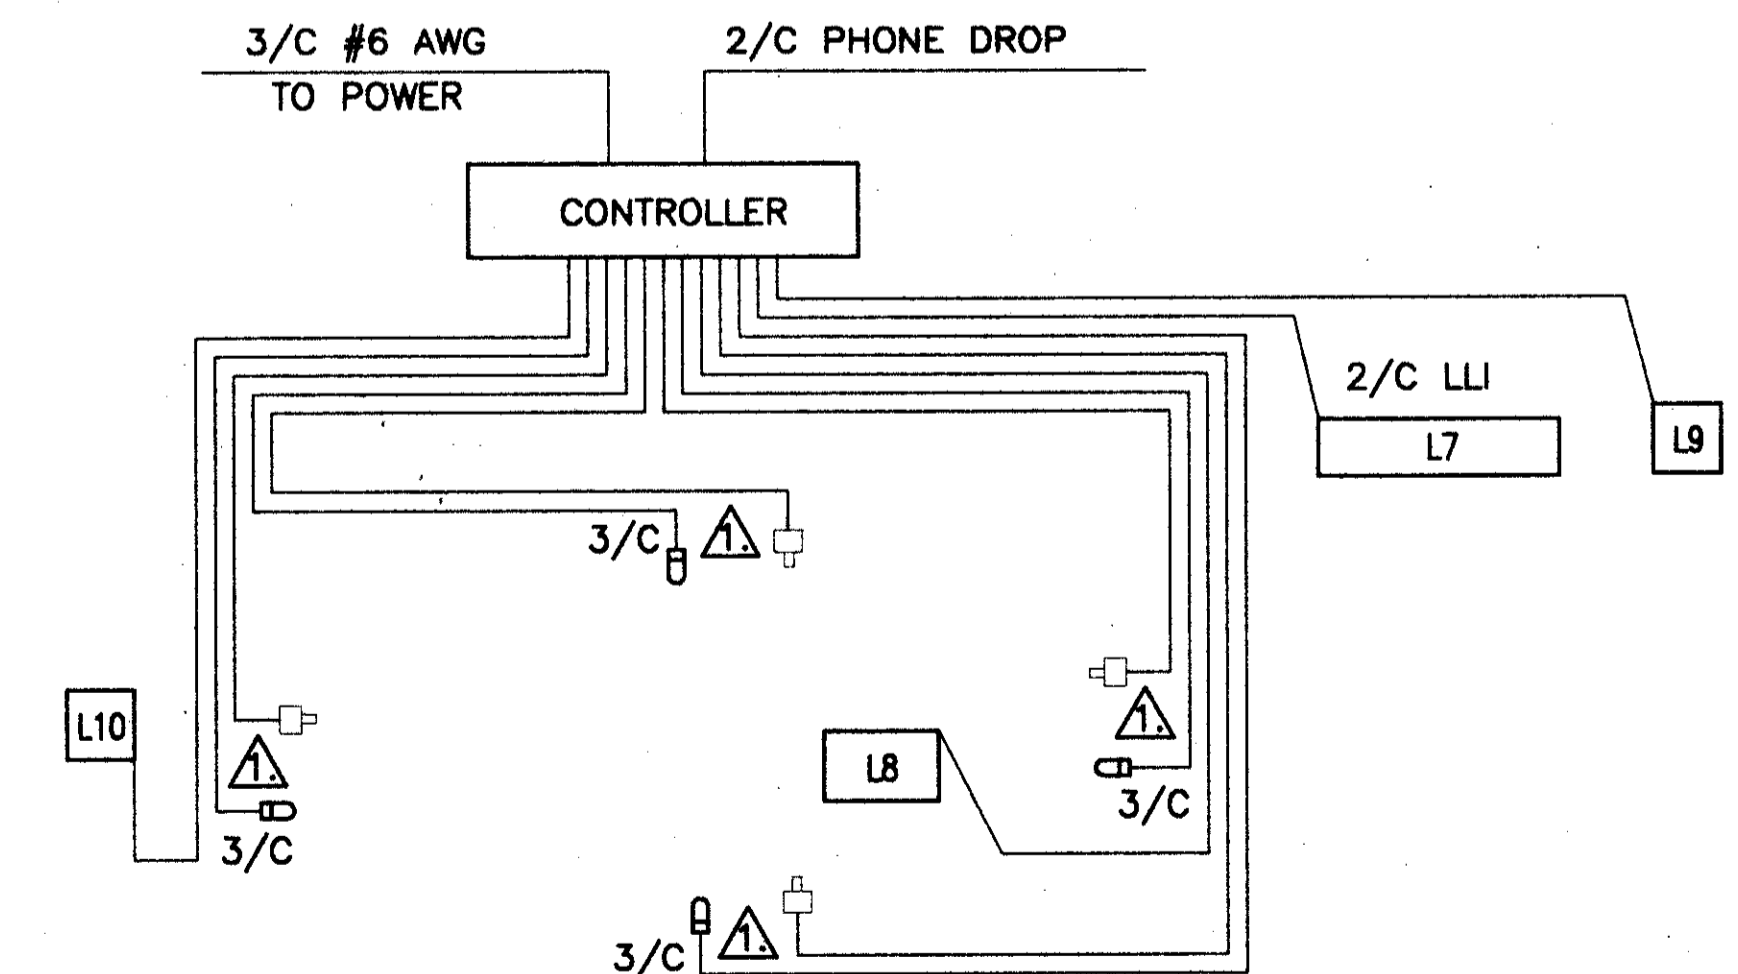 3/C #6 AWG
TO POWER
2/C PHONE DROP
CONTROLLER
2/C LLI
L7
L9
3/C
1.
1.
L10
1.
3/C
L8
3/C
1.
3/C